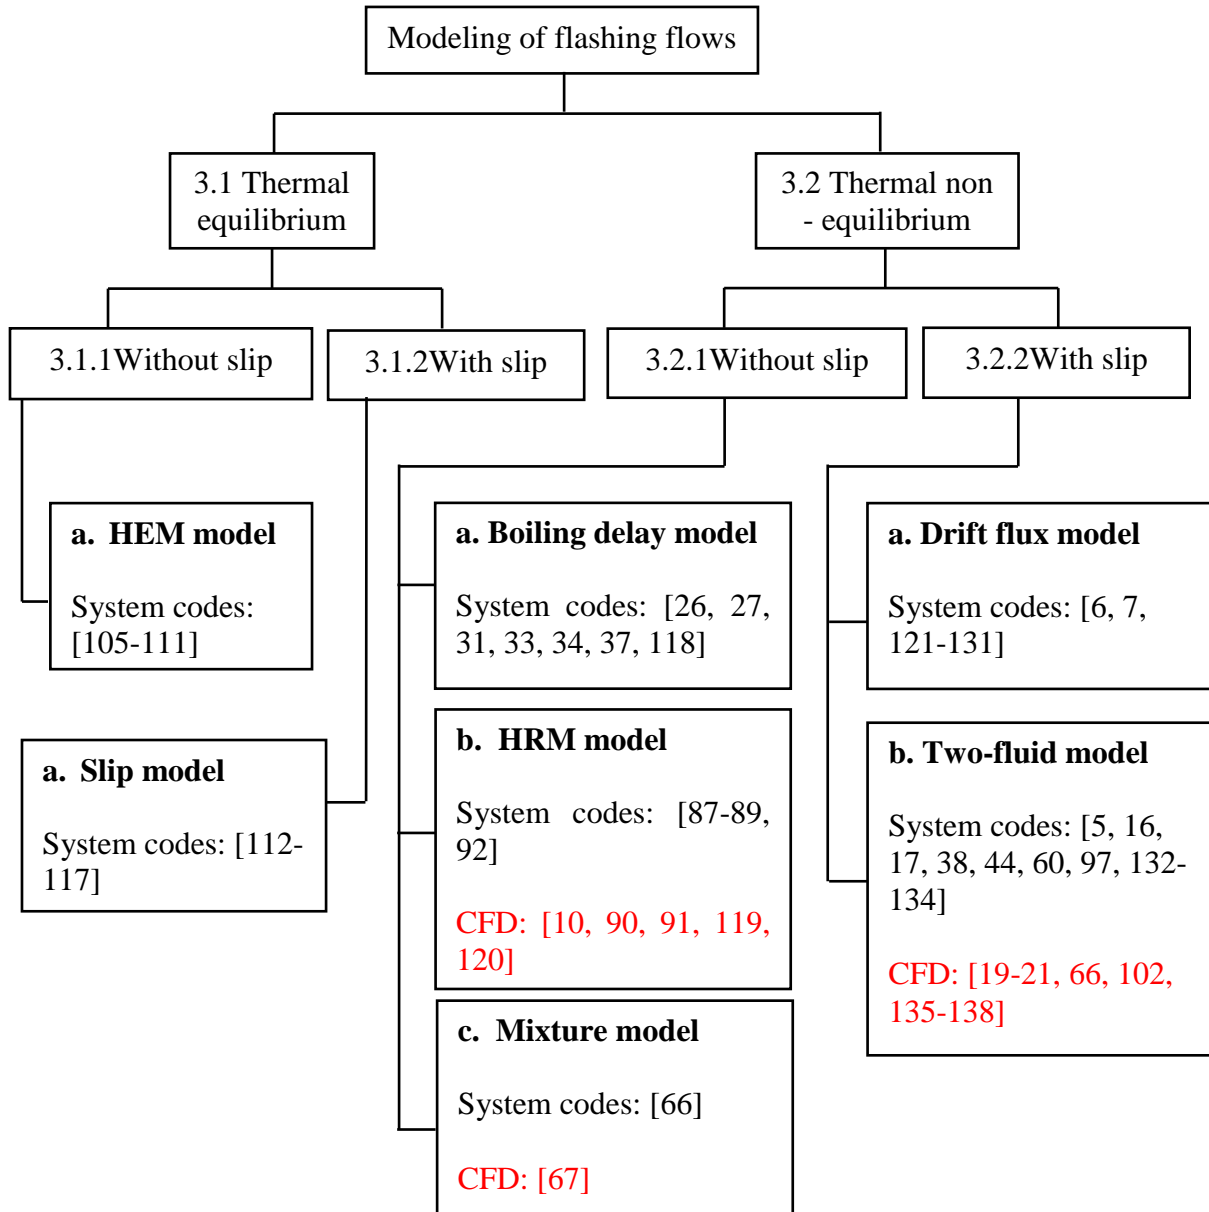 Modeling of flashing flows
3.1 Thermal
equilibrium
3.2 Thermal non
- equilibrium
3.1.1Without slip
3.1.2With slip
3.2.1Without slip
3.2.2With slip
a. HEM model
System codes:
[105-111]
a. Slip model
System codes: [112-
117]
a. Boiling delay model
System codes: [26, 27,
31, 33, 34, 37, 118]
b. HRM model
System codes: [87-89,
92]
CFD: [10, 90, 91, 119,
120]
c. Mixture model
System codes: [66]
CFD: [67]
a. Drift flux model
System codes: [6, 7,
121-131]
b. Two-fluid model
System codes: [5, 16,
17, 38, 44, 60, 97, 132-
134]
CFD: [19-21, 66, 102,
135-138]